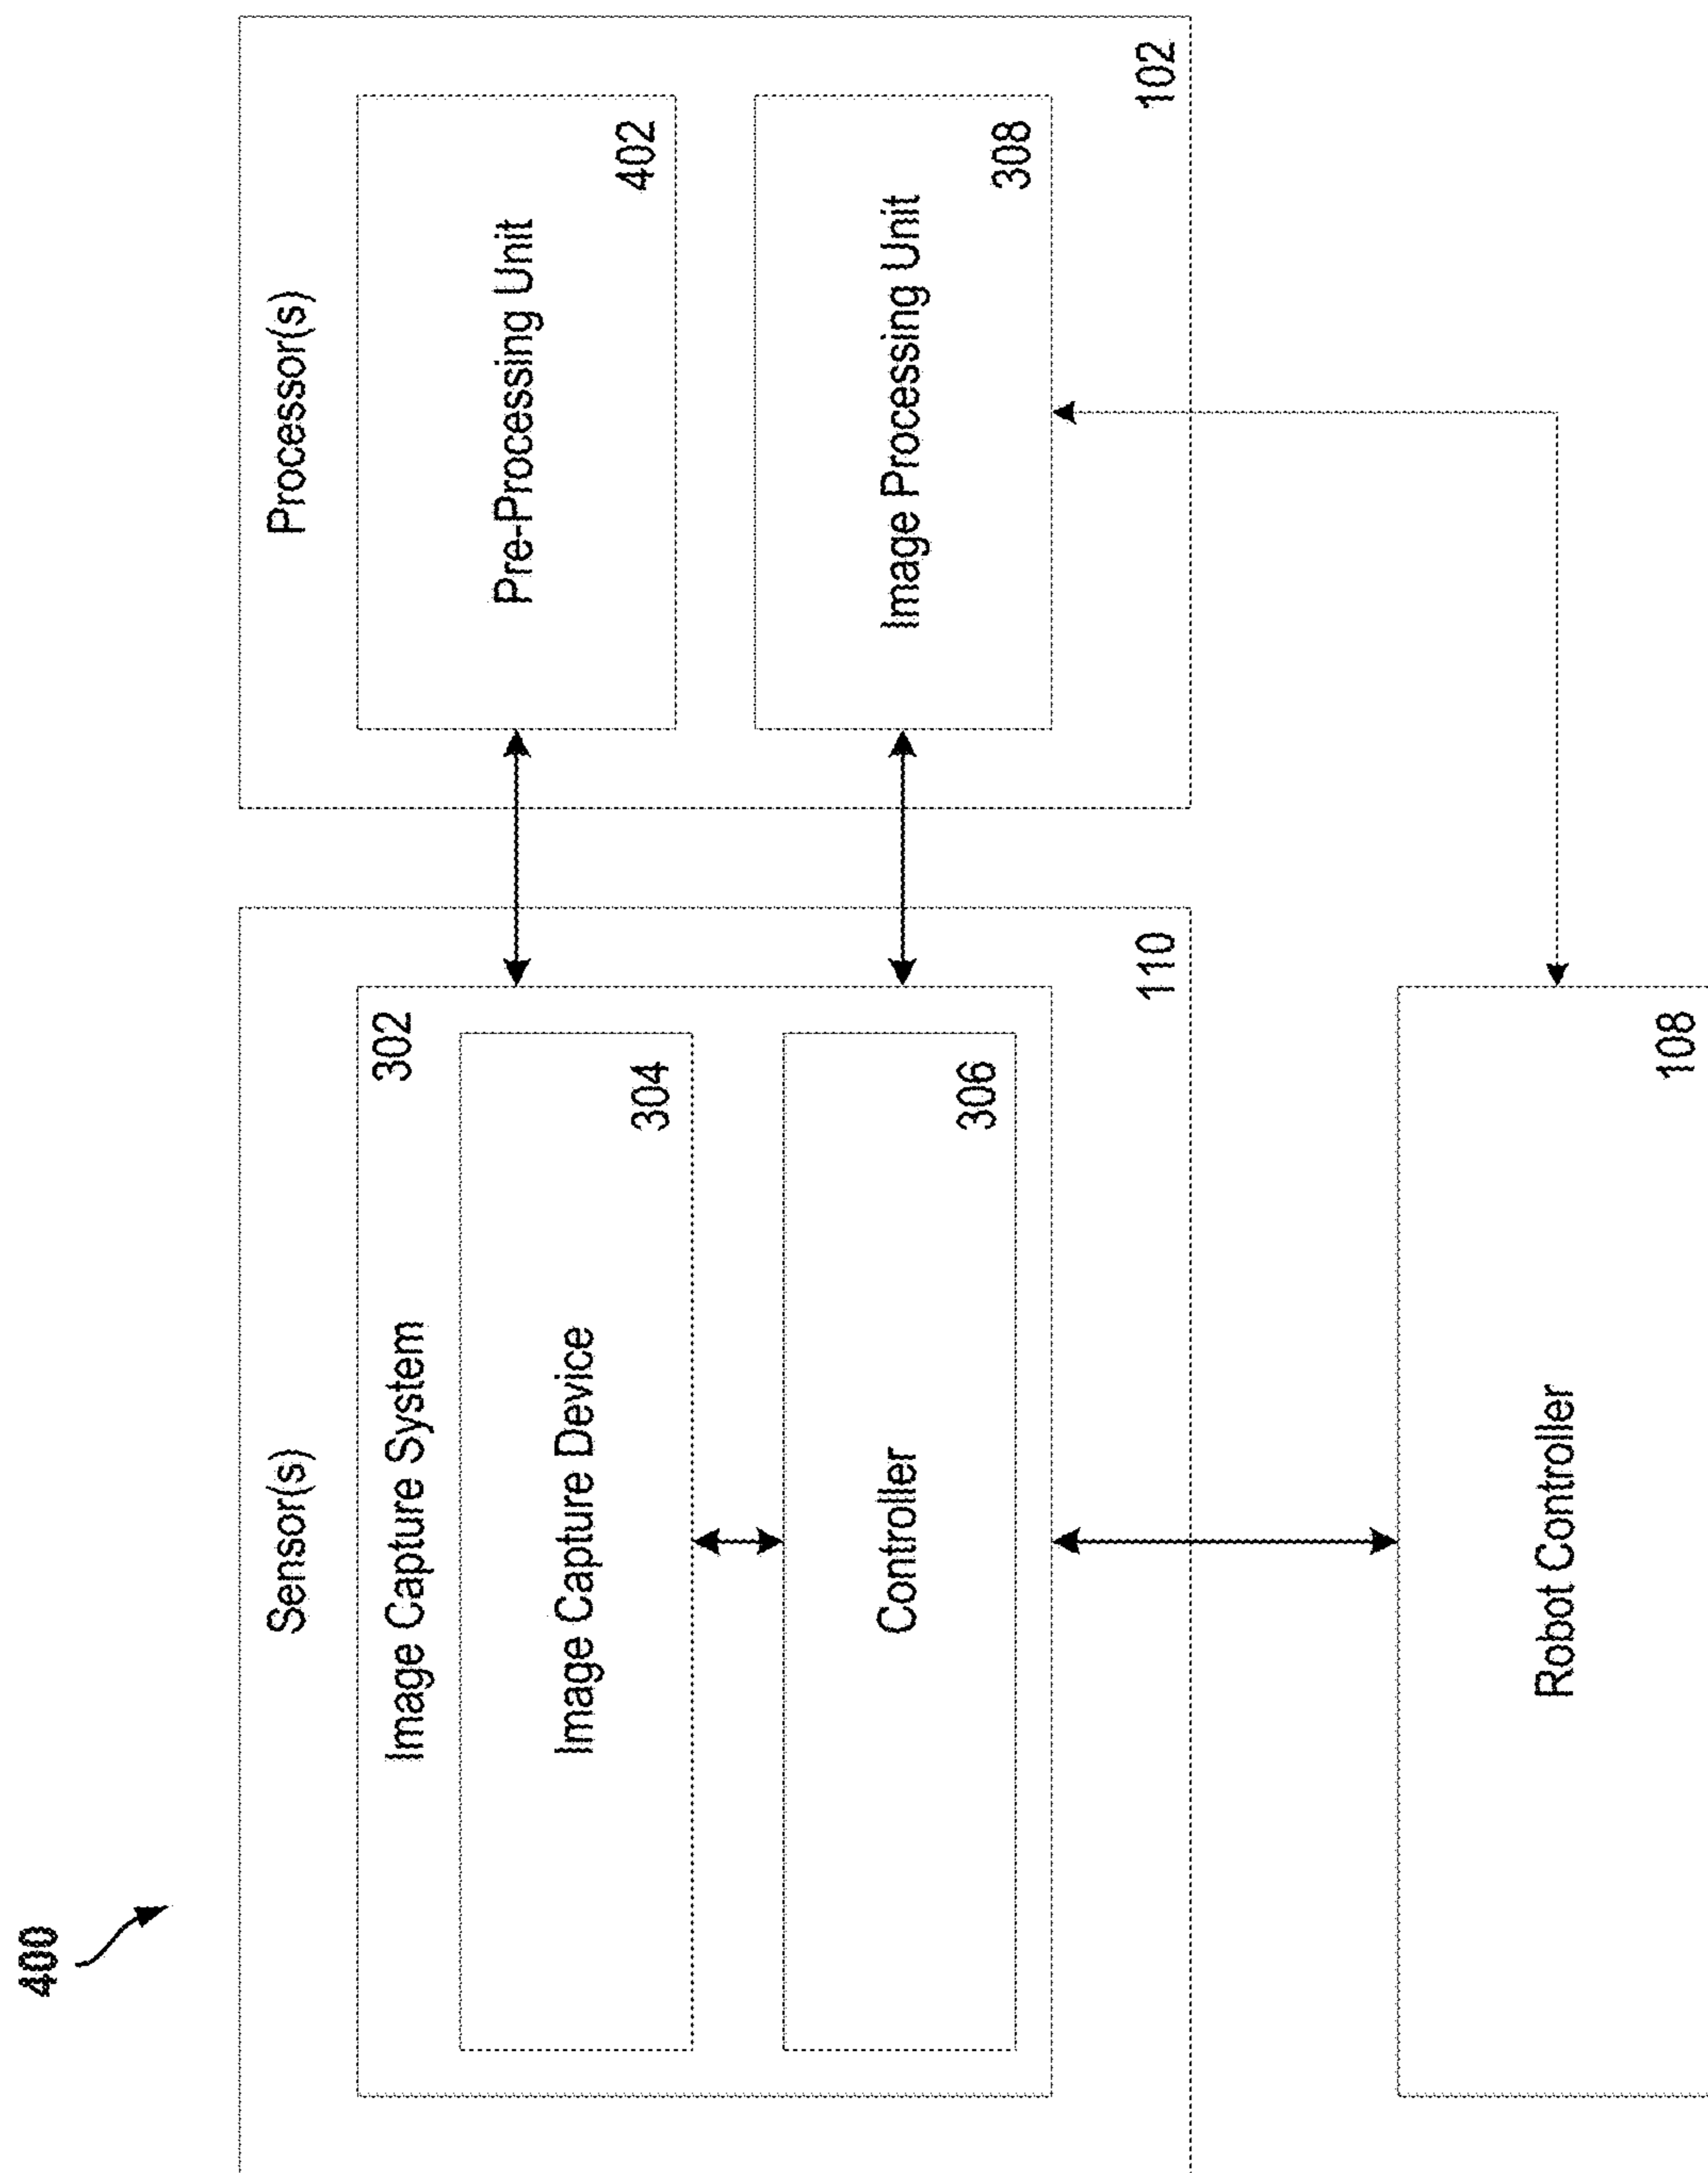 400
Sensor(s)
Image Capture System
302
Image Capture Device
304
Controller
306
110
Processor(s)
Pre-Processing Unit
402
Image Processing Unit
308
102
Robot Controller
108